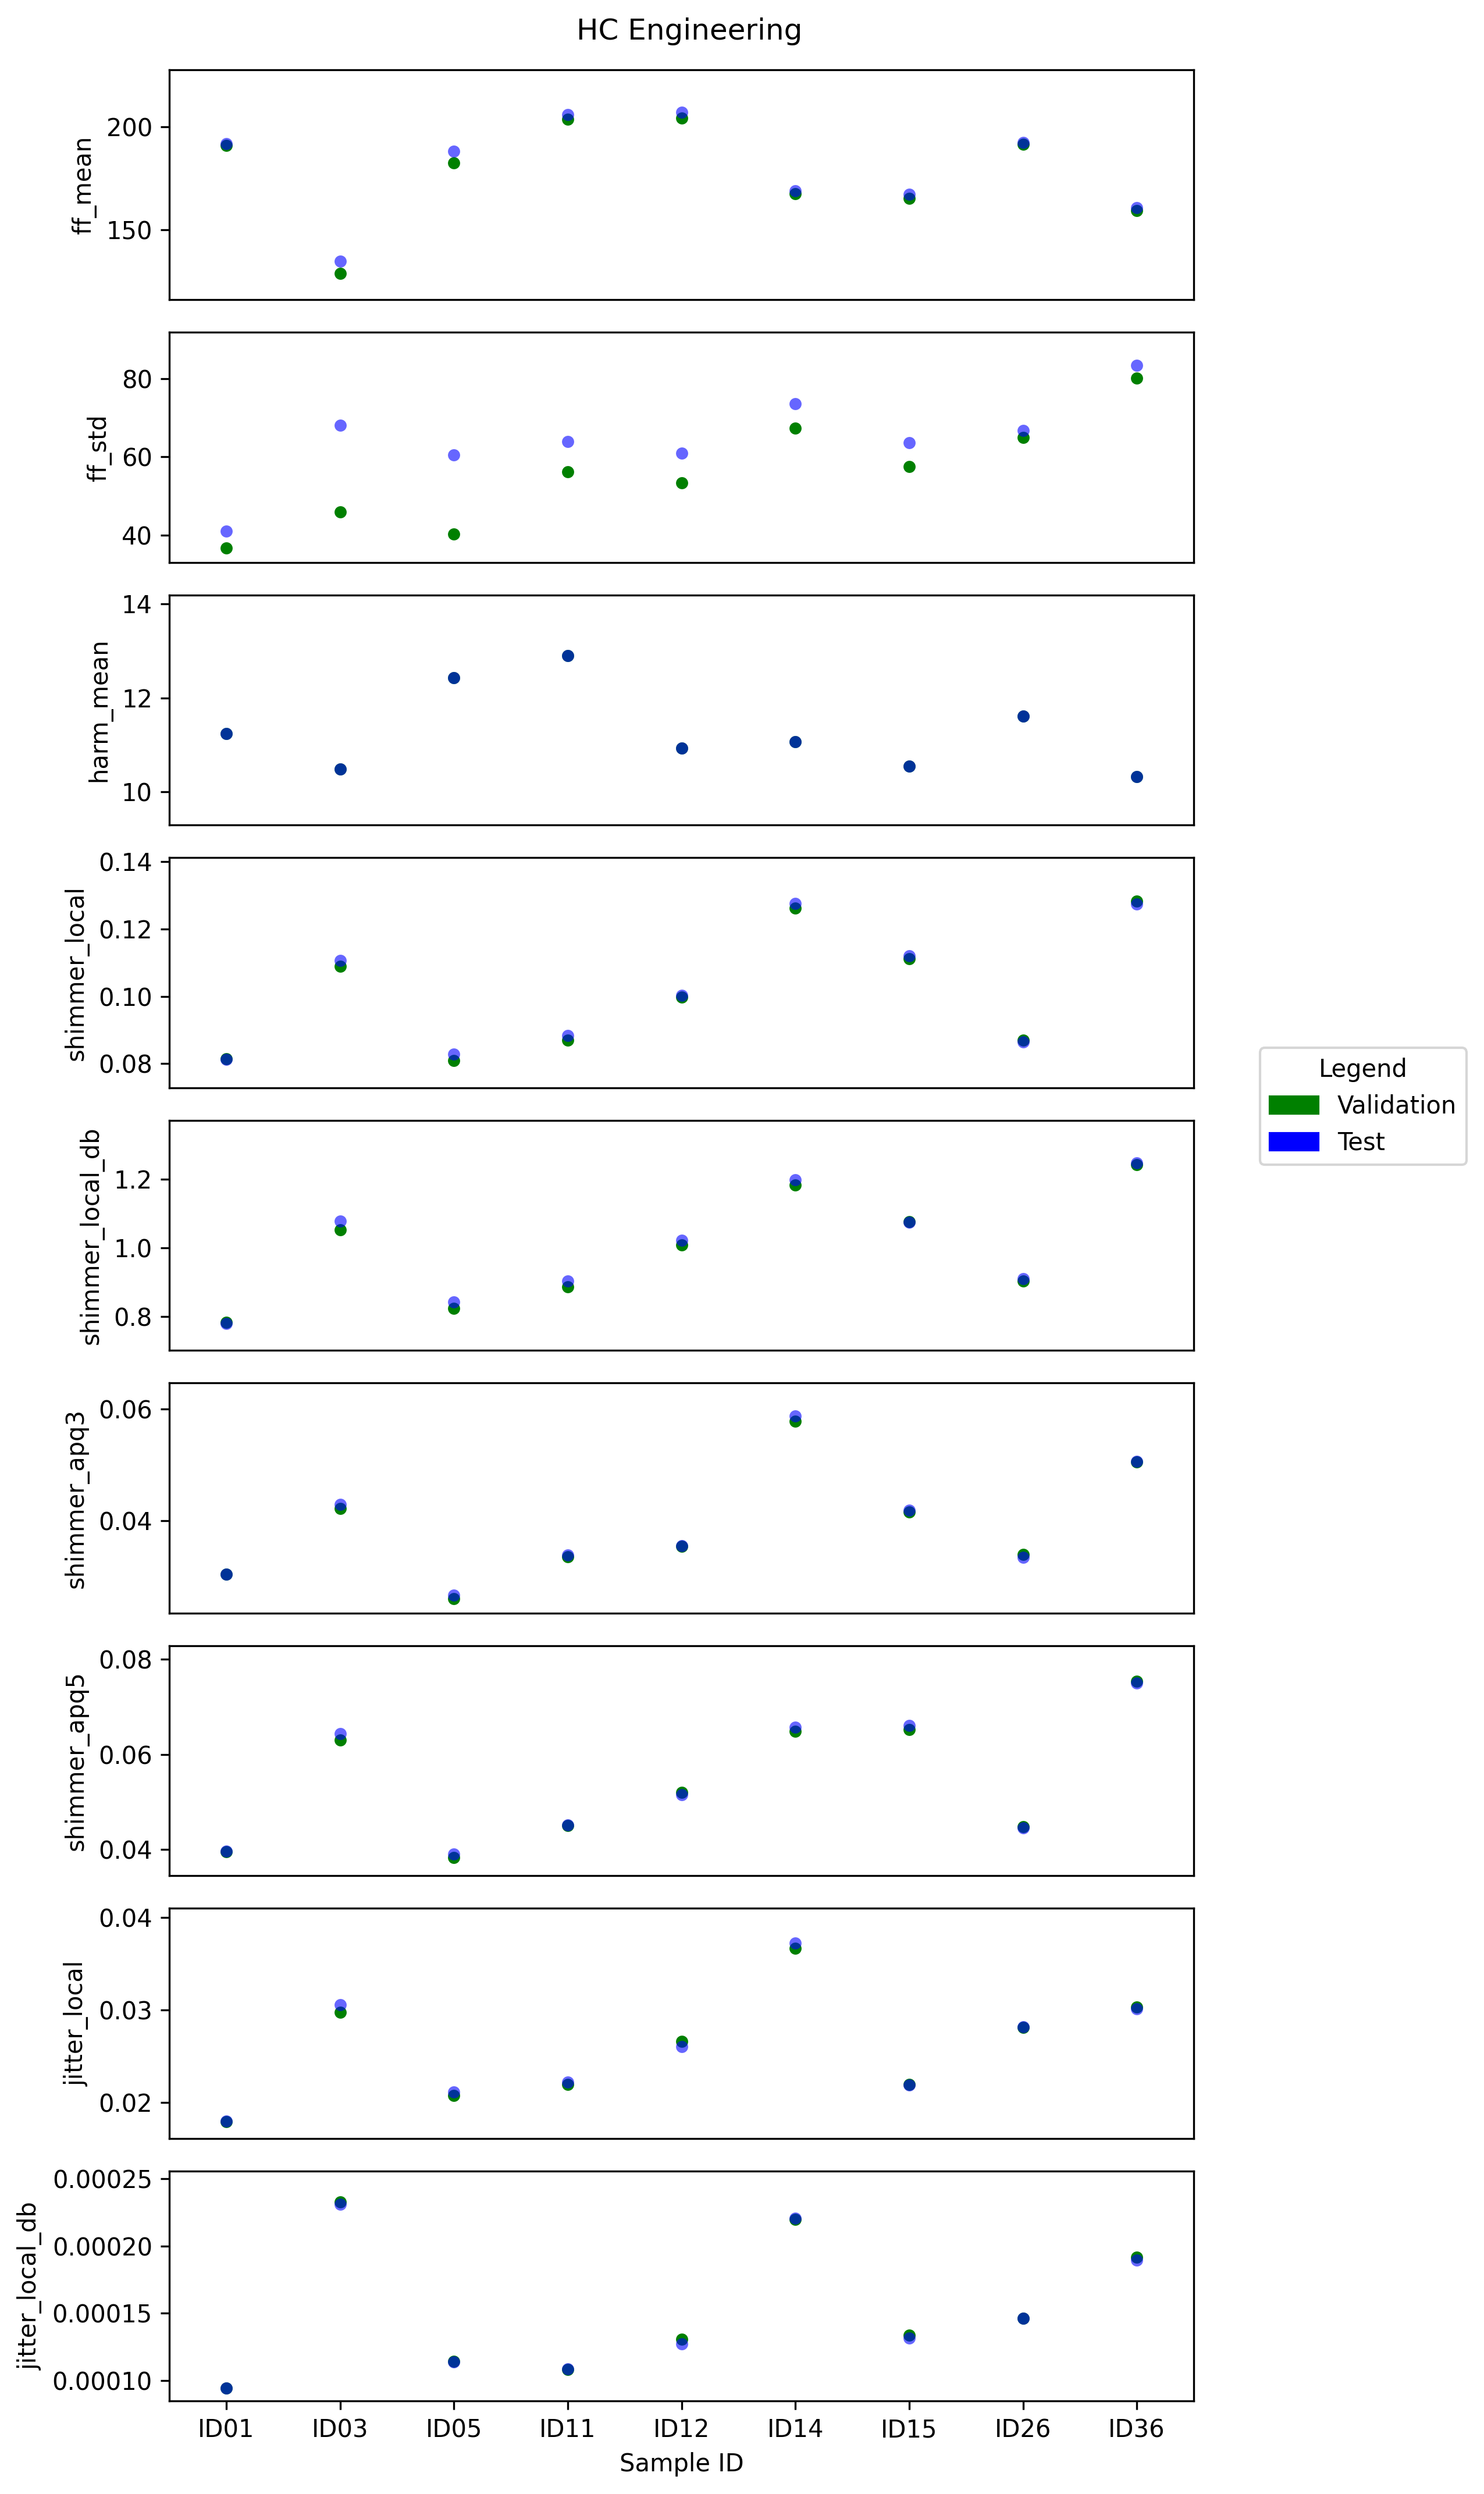 HC Engineering
ff_mean
200
150
ff_std
80
60
40
harm_mean
14
12
10
shimmer_local
0.14
0.12
0.10
0.08
Legend
Validation
Test
shimmer_local_db
1.2
1.0
0.8
shimmer_apq3
0.06
0.04
shimmer_apq5
0.08
0.06
0.04
jitter_local
0.04
0.03
0.02
jitter_local_db
0.00025
0.00020
0.00015
0.00010
ID01 ID03 ID05 ID11 ID12 ID14 ID15 ID26 ID36
Sample ID